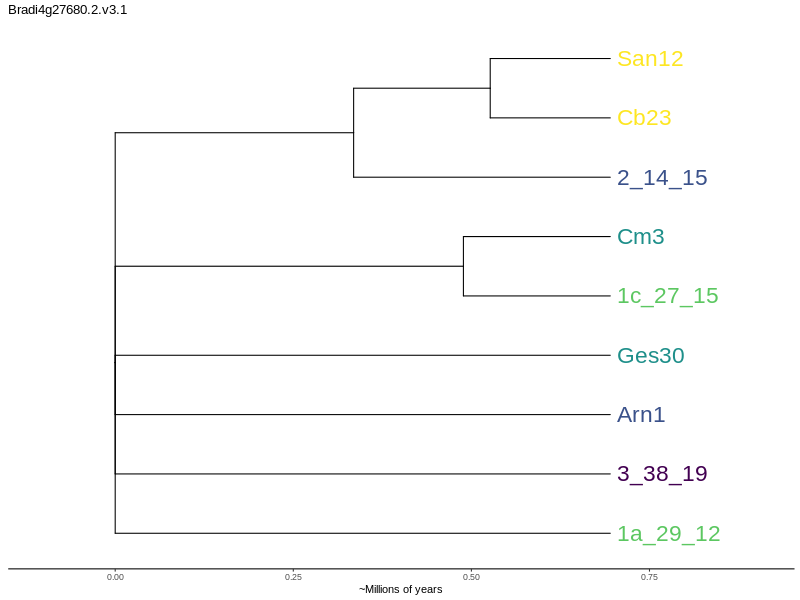 Bradi4g27680.2.v3.1
San12
Cb23
2_14_15
Cm3
1c_27_15
Ges30
Arn1
3_38_19
1a_29_12
0.00 0.25 0.50 0.75
~Millions of years